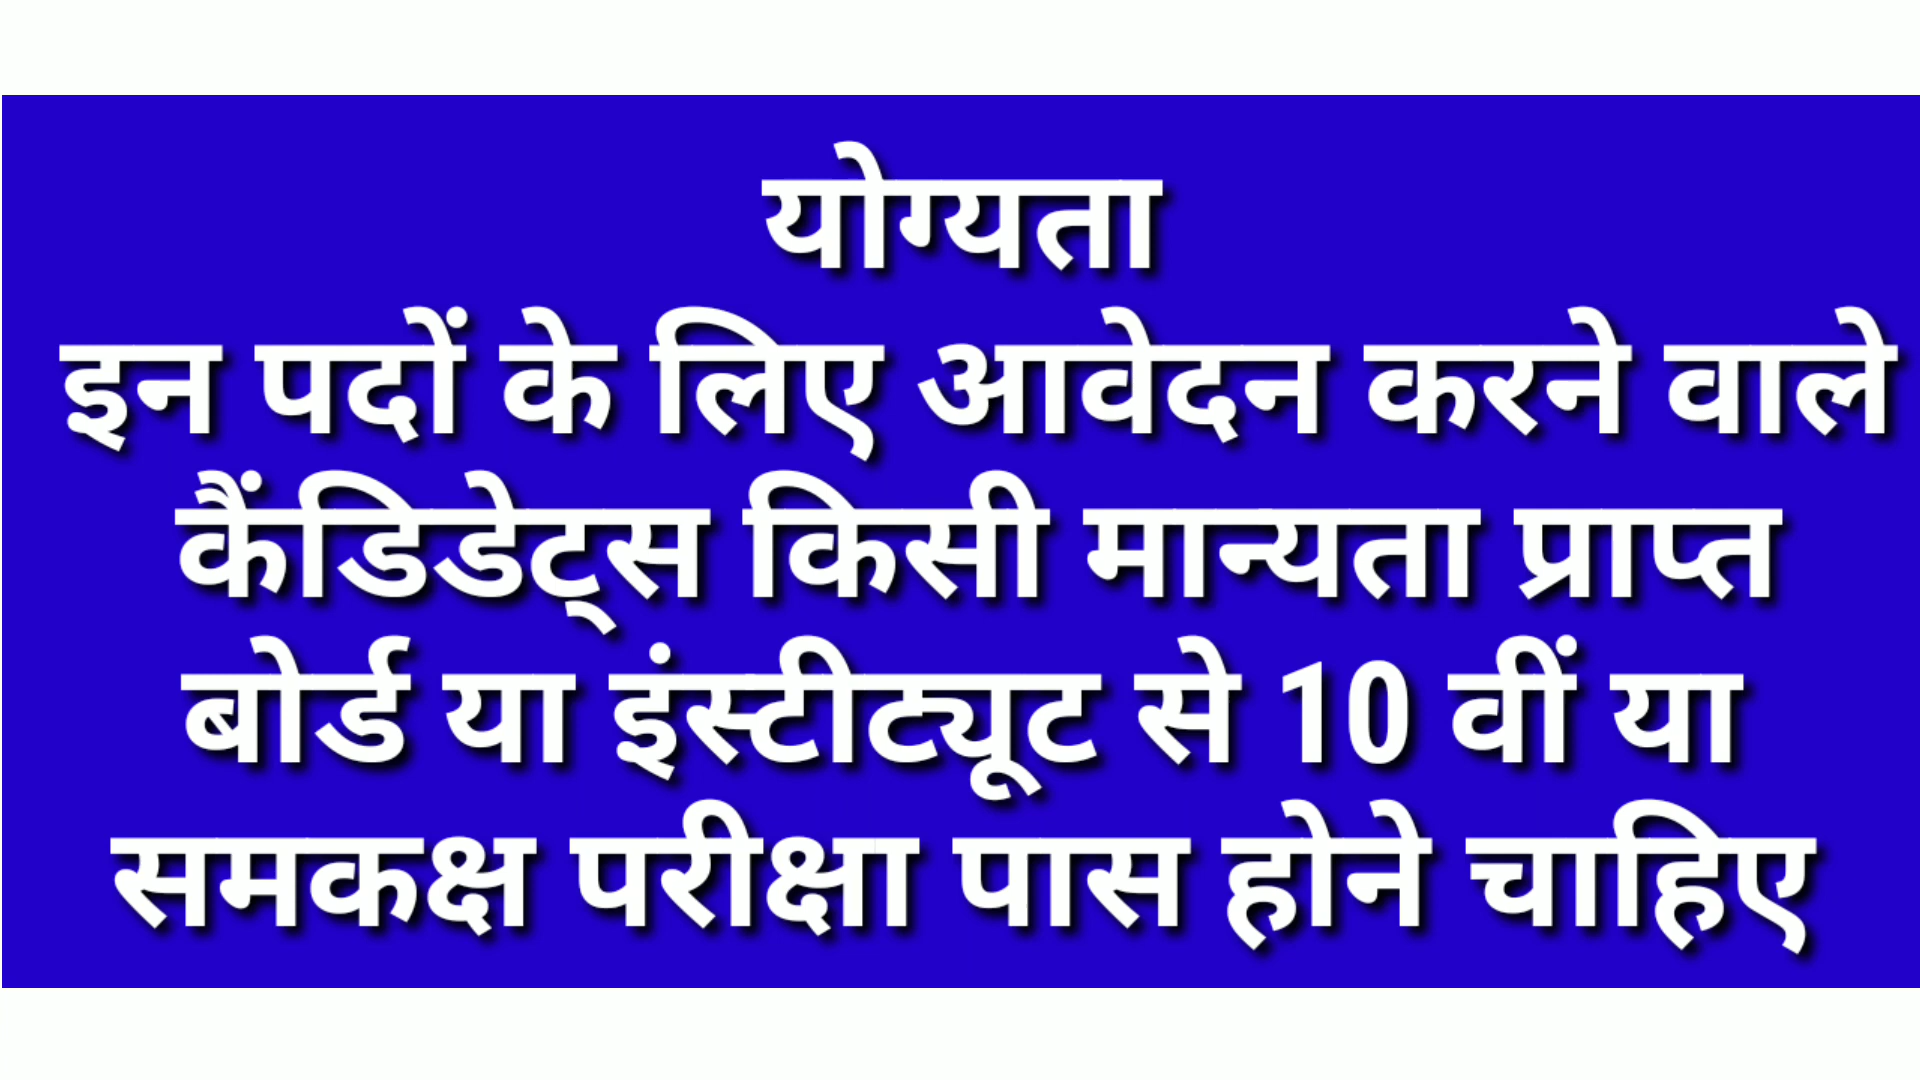 योग्यता
इन पदों के लिए आवेदन करने वाले
कैंडिडेट्स किसी मान्यता प्राप्त
बोर्ड या इंस्टीट्यूट से 10 वीं या
समकक्ष परीक्षा पास होने चाहिए